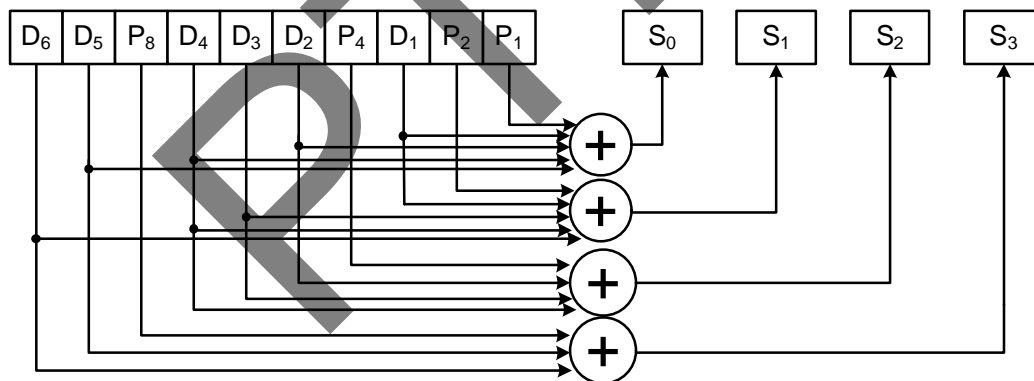 D₆ D₅ P₈ D₄ D₃ D₂ P₄ D₁ P₂ P₁ S₀ S₁ S₂ S₃
+
+
+
+